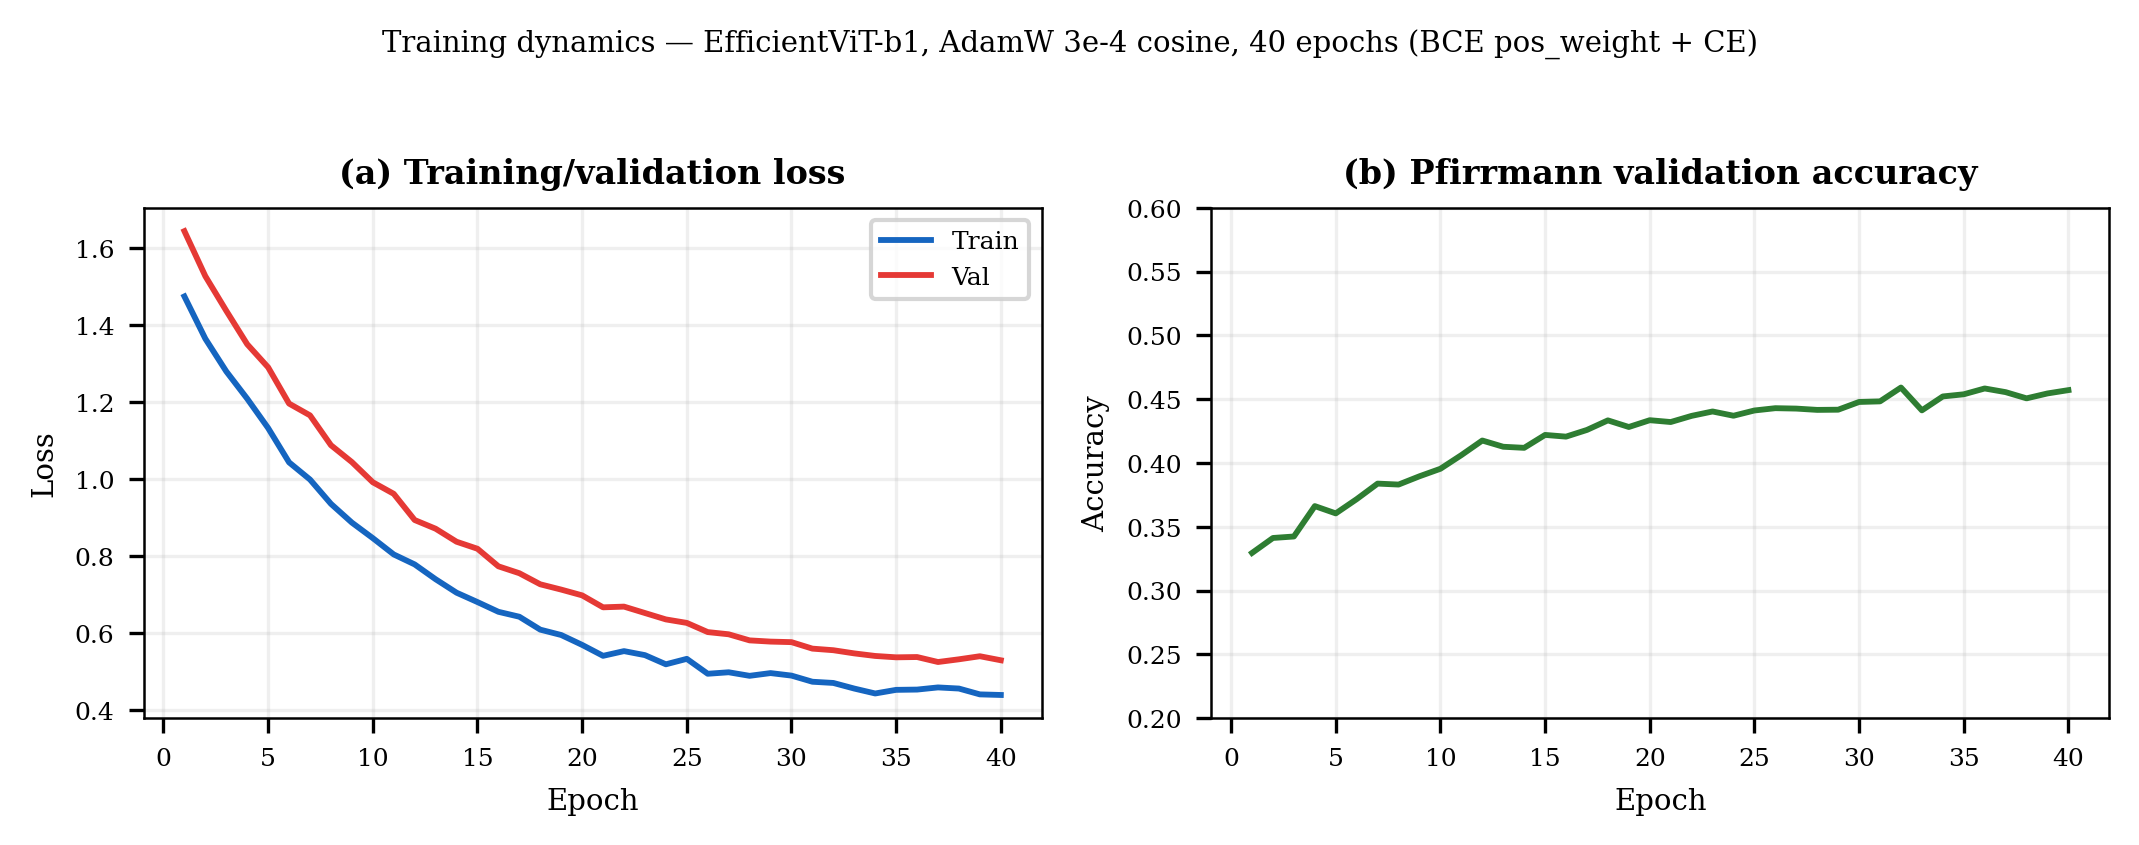 Training dynamics — EfficientViT-b1, AdamW 3e-4 cosine, 40 epochs (BCE pos_weight + CE)
(a) Training/validation loss
Train
Val
1.6
1.4
1.2
1.0
0.8
0.6
0.4
Loss
0 5 10 15 20 25 30 35 40
Epoch
(b) Pfirrmann validation accuracy
0.60
0.55
0.50
0.45
0.40
0.35
0.30
0.25
0.20
Accuracy
0 5 10 15 20 25 30 35 40
Epoch